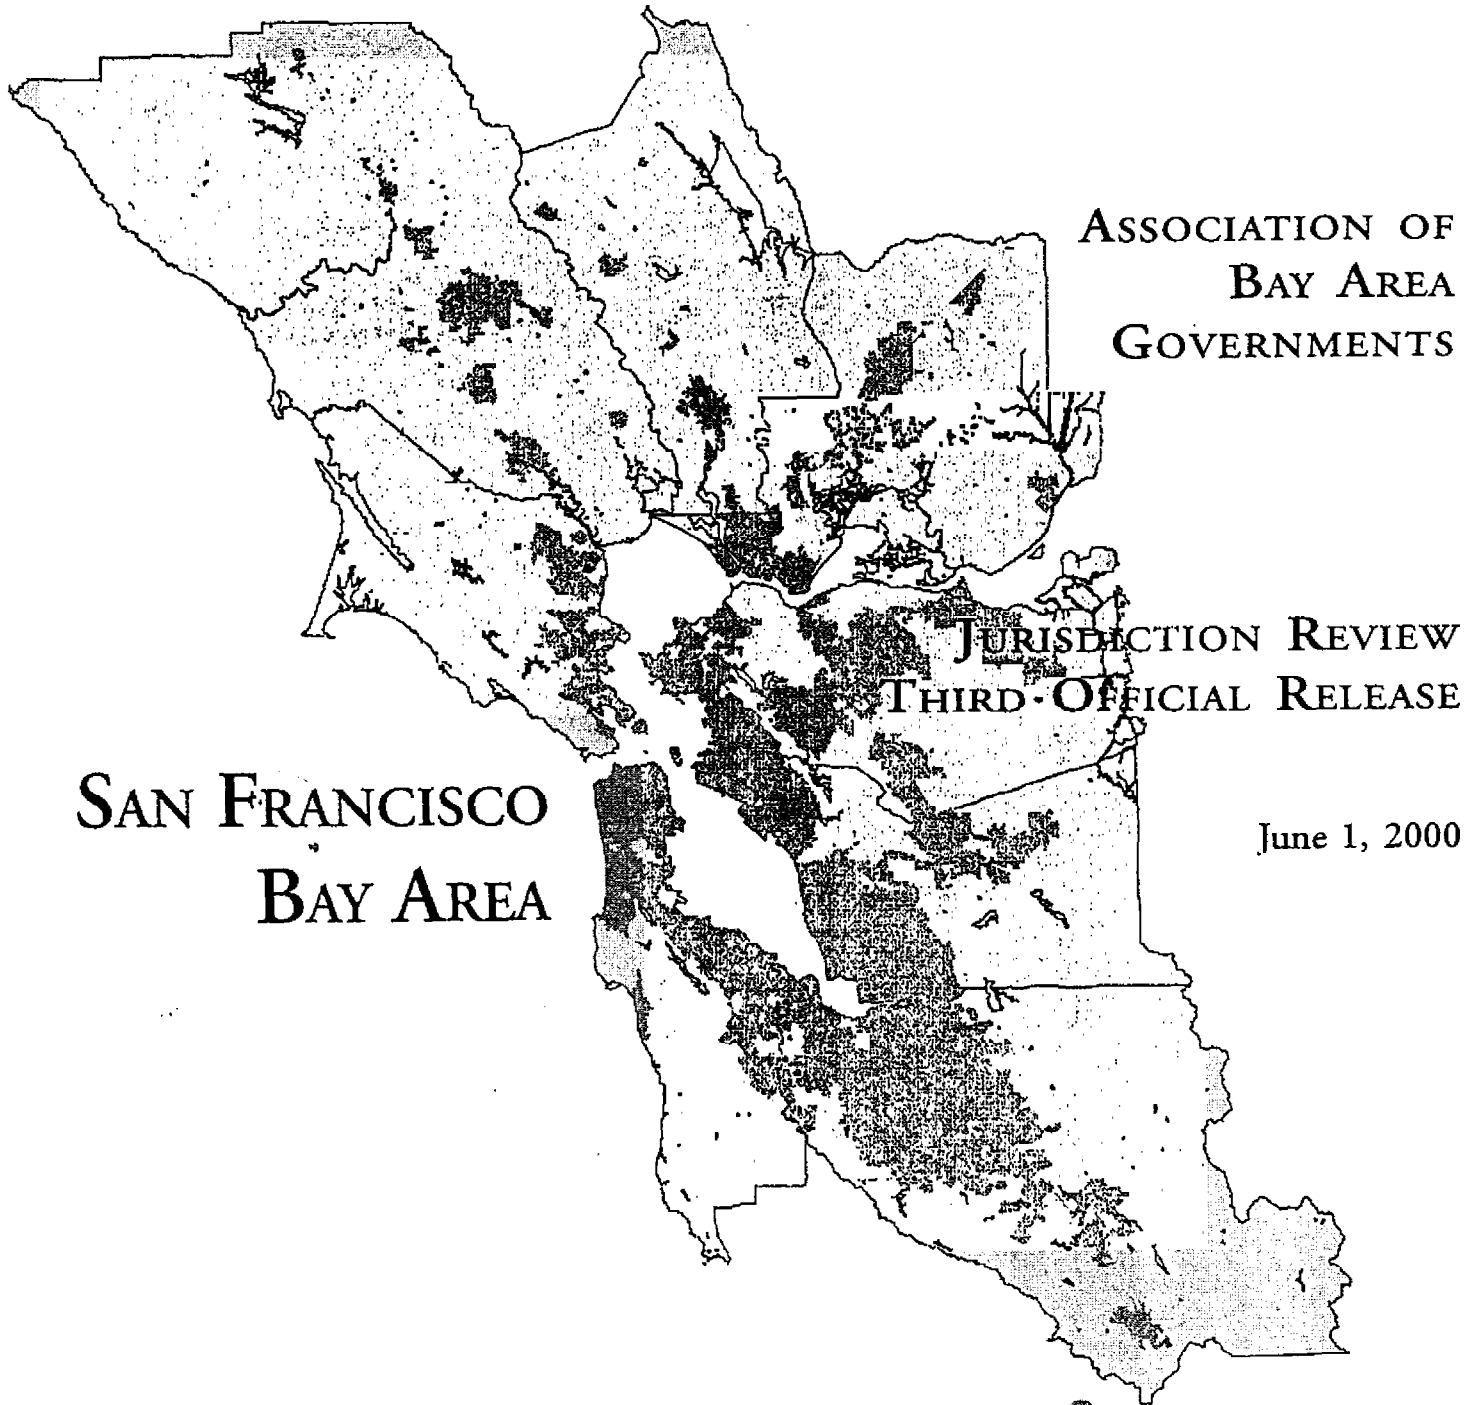 ASSOCIATION OF
BAY AREA
GOVERNMENTS
JURISDICTION REVIEW
THIRD OFFICIAL RELEASE
SAN FRANCISCO
BAY AREA
June 1, 2000